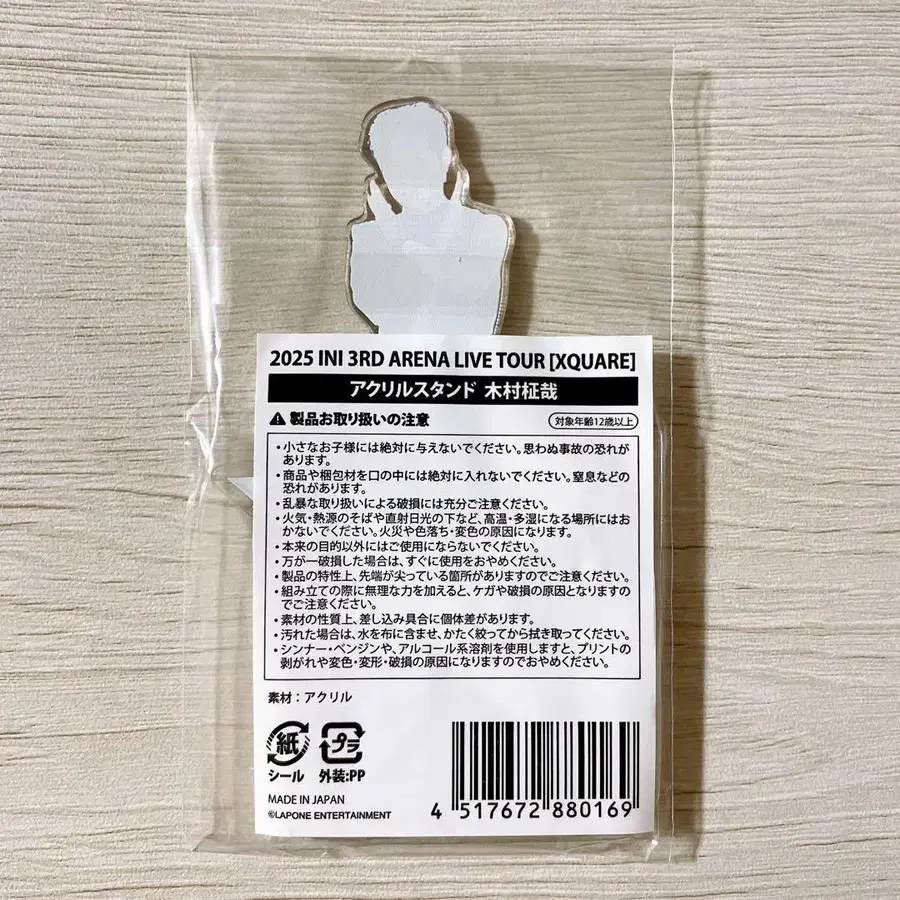 2025 INI 3RD ARENA LIVE TOUR [XQUARE]
アクリルスタンド 木村柾哉
製品お取り扱いの注意
対象年齢12歳以上
・小さなお子様には絶対に与えないでください。思わぬ事故の恐れが
あります。
・商品や梱包材を口の中には絶対に入れないでください。窒息などの
恐れがあります。
・乱暴な取り扱いによる破損には充分ご注意ください。
・火気・熱源のそばや直射日光の下など、高温・多湿になる場所にはお
かないでください。火災や色落ち・変色の原因になります。
・本来の目的以外にはご使用にならないでください。
・万が一破損した場合は、すぐに使用をおやめください。
・製品の特性上、先端が尖っている箇所がありますのでご注意ください。
・組み立ての際に無理な力を加えると、ケガや破損の原因となりますの
でご注意ください。
・素材の性質上、差し込み具合に個体差があります。
・汚れた場合は、水を布に含ませ、かたく絞ってから拭き取ってください。
・シンナー・ベンジンや、アルコール系溶剤を使用しますと、プリントの
剥がれや変色・変形・破損の原因になりますのでおやめください。
素材：アクリル
紙
シール
プラ
外装:PP
MADE IN JAPAN
©LAPONE ENTERTAINMENT
4 517672 880169